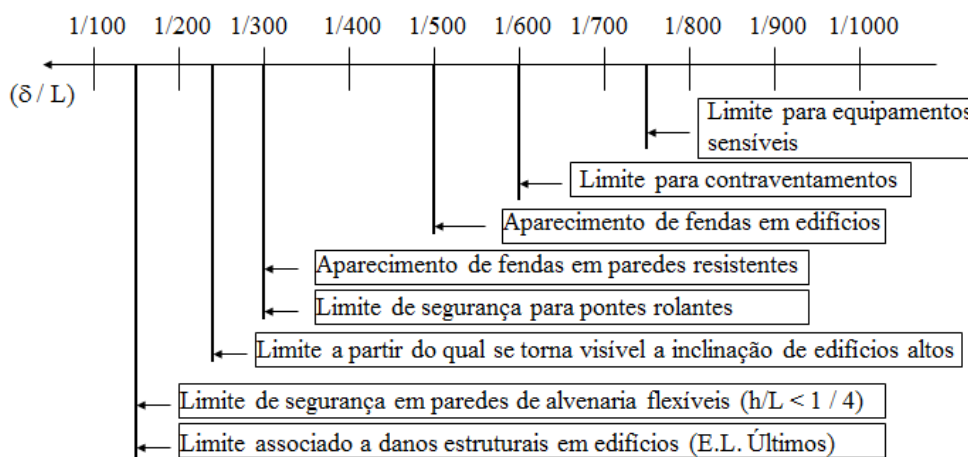 1/100 1/200 1/300 1/400 1/500 1/600 1/700 1/800 1/900 1/1000
(δ / L)
Limite para equipamentos
sensíveis
Limite para contraventamentos
Aparecimento de fendas em edifícios
Aparecimento de fendas em paredes resistentes
Limite de segurança para pontes rolantes
Limite a partir do qual se torna visível a inclinação de edifícios altos
Limite de segurança em paredes de alvenaria flexíveis (h/L < 1 / 4)
Limite associado a danos estruturais em edifícios (E.L. Últimos)